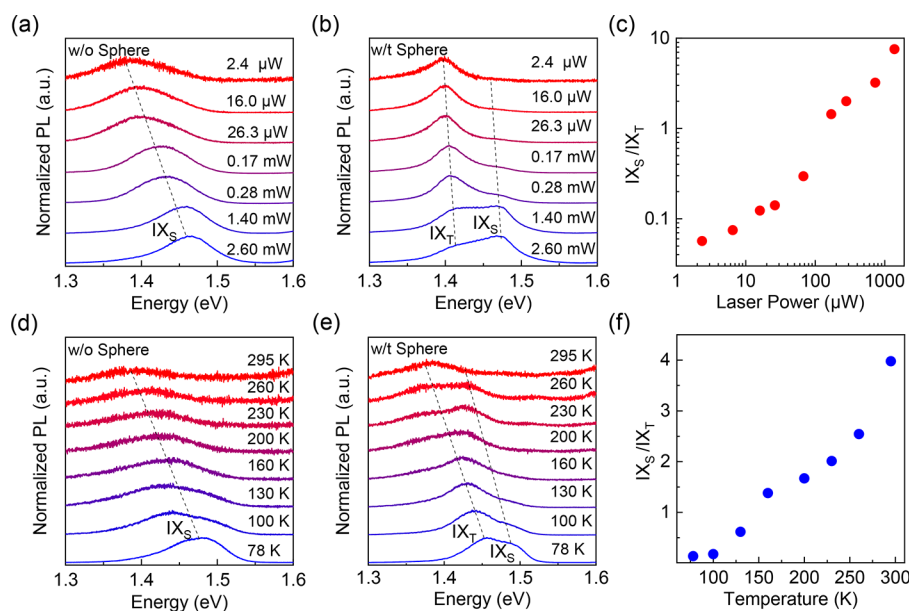 (a)
w/o Sphere
2.4 μW
16.0 μW
26.3 μW
0.17 mW
0.28 mW
1.40 mW
2.60 mW
IXS
Normalized PL (a.u.)
1.3 1.4 1.5 1.6
Energy (eV)
(b)
w/t Sphere
2.4 μW
16.0 μW
26.3 μW
0.17 mW
0.28 mW
1.40 mW
2.60 mW
IXT
IXS
Normalized PL (a.u.)
1.3 1.4 1.5 1.6
Energy (eV)
(c)
10
1
0.1
IXS/IXT
1 10 100 1000
Laser Power (μW)
(d)
w/o Sphere
295 K
260 K
230 K
200 K
160 K
130 K
100 K
78 K
IXS
Normalized PL (a.u.)
1.3 1.4 1.5 1.6
Energy (eV)
(e)
w/t Sphere
295 K
260 K
230 K
200 K
160 K
130 K
100 K
78 K
IXT
IXS
Normalized PL (a.u.)
1.3 1.4 1.5 1.6
Energy (eV)
(f)
4
3
2
1
IXS/IXT
100 150 200 250 300
Temperature (K)